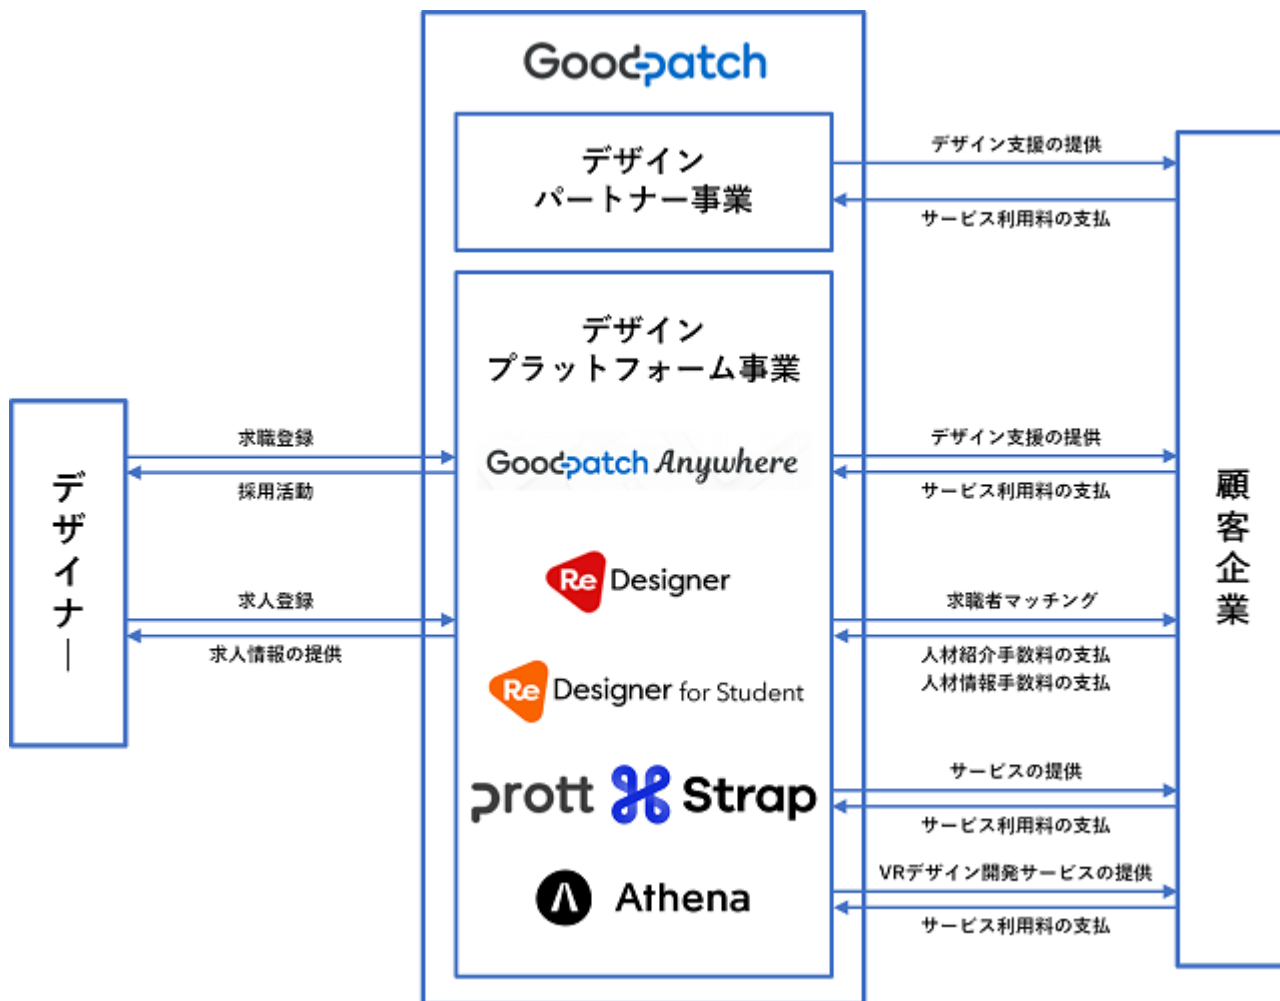 Goodpatch
デザイン
パートナー事業
デザイン支援の提供
サービス利用料の支払
デザイン
プラットフォーム事業
デザイナー
求職登録
採用活動
Goodpatch Anywhere
デザイン支援の提供
サービス利用料の支払
顧客企業
Re Designer
求人登録
求人情報の提供
求職者マッチング
人材紹介手数料の支払
人材情報手数料の支払
Re Designer for Student
prott Strap
サービスの提供
サービス利用料の支払
Athena
VRデザイン開発サービスの提供
サービス利用料の支払